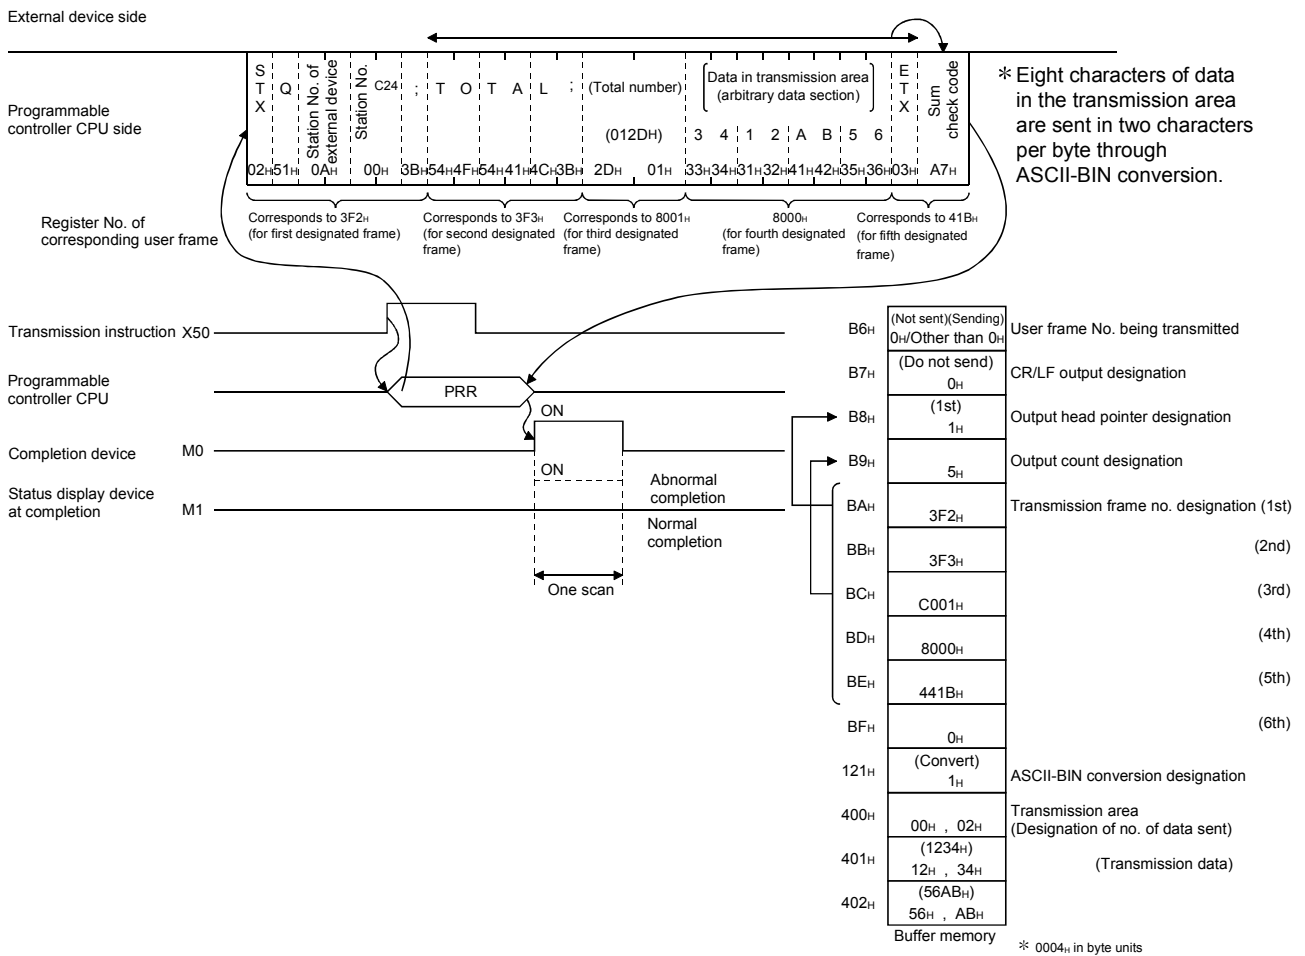 External device side
Programmable
controller CPU side
S
T
X
Q
Station No. of
external device
Station No.
C24
; T O T A L ;
(Total number)
(012DH)
Data in transmission area
(arbitrary data section)
3 4 1 2 A B 5 6
E
T
X
Sum
check code
02H 51H 0AH 00H 3BH 54H 4FH 54H 41H 4CH 3BH 2DH 01H 33H 34H 31H 32H 41H 42H 35H 36H 03H A7H
* Eight characters of data
in the transmission area
are sent in two characters
per byte through
ASCII-BIN conversion.
Register No. of
corresponding user frame
Corresponds to 3F2H
(for first designated frame)
Corresponds to 3F3H
(for second designated
frame)
Corresponds to 8001H
(for third designated
frame)
8000H
(for fourth designated
frame)
Corresponds to 41BH
(for fifth designated
frame)
Transmission instruction X50
Programmable
controller CPU
PRR
ON
Completion device M0
ON
Status display device
at completion M1
Abnormal
completion
Normal
completion
One scan
B6H (Not sent)(Sending)
0H/Other than 0H User frame No. being transmitted
B7H (Do not send)
0H CR/LF output designation
B8H (1st)
1H Output head pointer designation
B9H 5H Output count designation
BAH 3F2H Transmission frame no. designation (1st)
BBH 3F3H (2nd)
BCH C001H (3rd)
BDH 8000H (4th)
BEH 441BH (5th)
BFH 0H (6th)
121H (Convert)
1H ASCII-BIN conversion designation
400H 00H , 02H Transmission area
(Designation of no. of data sent)
401H (1234H)
12H , 34H (Transmission data)
402H (56ABH)
56H , ABH
Buffer memory
* 0004H in byte units